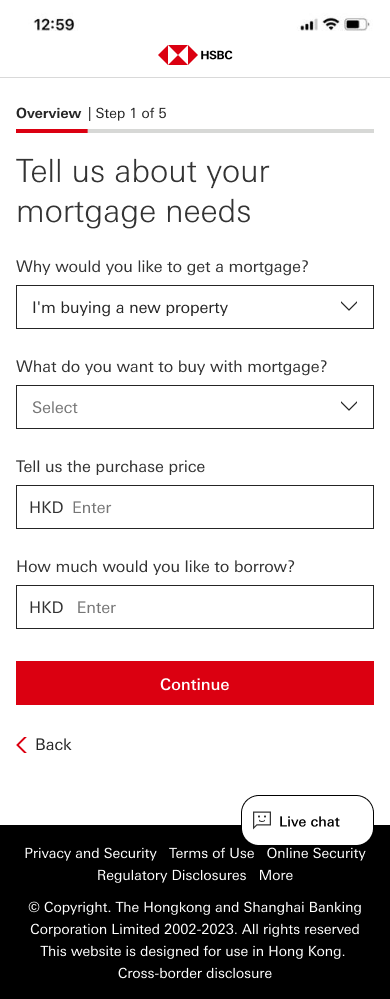 12:59
HSBC
Overview | Step 1 of 5
Tell us about your
mortgage needs
Why would you like to get a mortgage?
I'm buying a new property
What do you want to buy with mortgage?
Select
Tell us the purchase price
HKD Enter
How much would you like to borrow?
HKD Enter
Continue
Back
Live chat
Privacy and Security Terms of Use Online Security
Regulatory Disclosures More
© Copyright. The Hongkong and Shanghai Banking
Corporation Limited 2002-2023. All rights reserved
This website is designed for use in Hong Kong.
Cross-border disclosure